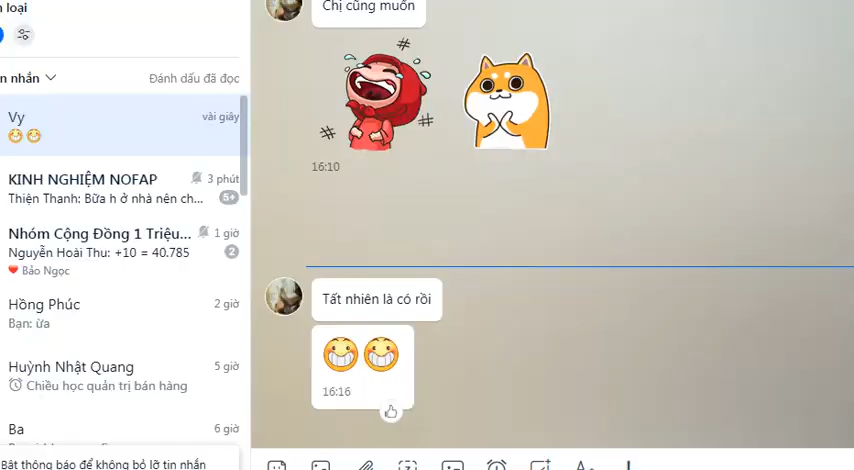 loại
n nhắn
Đánh dấu đã đọc
Vy
vài giây
KINH NGHIỆM NOFAP
3 phút
Thiện Thanh: Bữa h ở nhà nên ch...
5+
Nhóm Cộng Đồng 1 Triệu...
1 giờ
Nguyễn Hoài Thu: +10 = 40.785
2
Bảo Ngọc
Hồng Phúc
2 giờ
Bạn: ừa
Huỳnh Nhật Quang
5 giờ
Chiều học quản trị bán hàng
Ba
6 giờ
Bật thông báo để không bỏ lỡ tin nhắn
Chị cũng muốn
16:10
Tất nhiên là có rồi
16:16